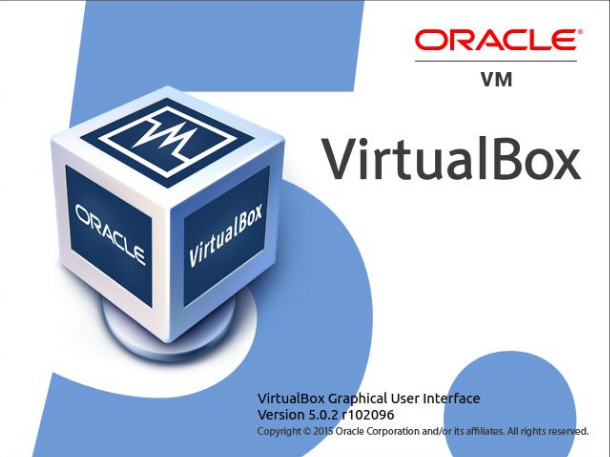 ORACLE®
VM
VirtualBox
ORACLE
VirtualBox
5.
VirtualBox Graphical User Interface
Version 5.0.2 r102096
Copyright © 2015 Oracle Corporation and/or its affiliates. All rights reserved.